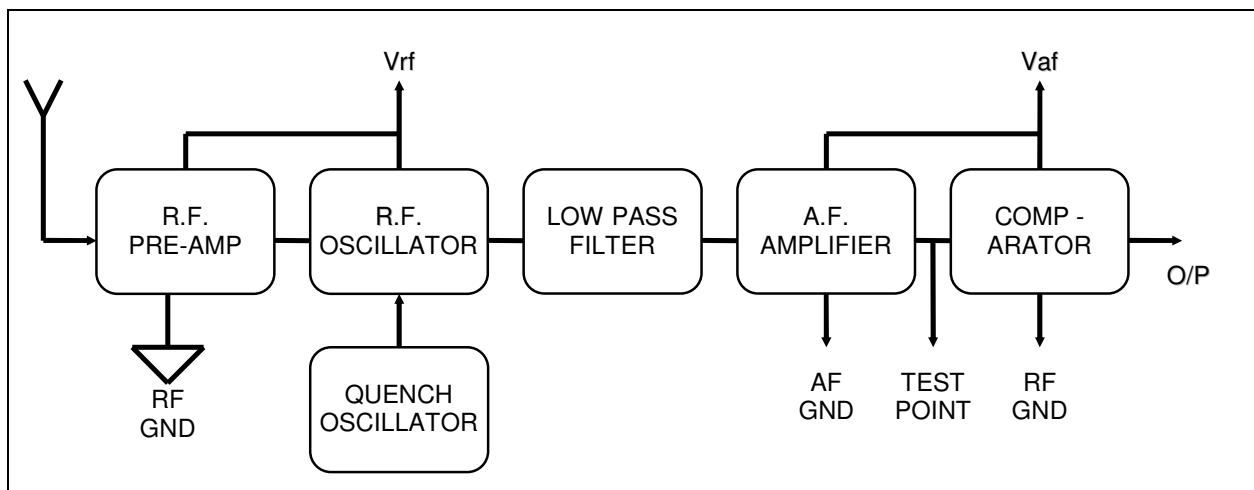 Vrf
Vaf
R.F.
PRE-AMP
R.F.
OSCILLATOR
LOW PASS
FILTER
A.F.
AMPLIFIER
COMP -
ARATOR
O/P
RF
GND
QUENCH
OSCILLATOR
AF
GND
TEST
POINT
RF
GND